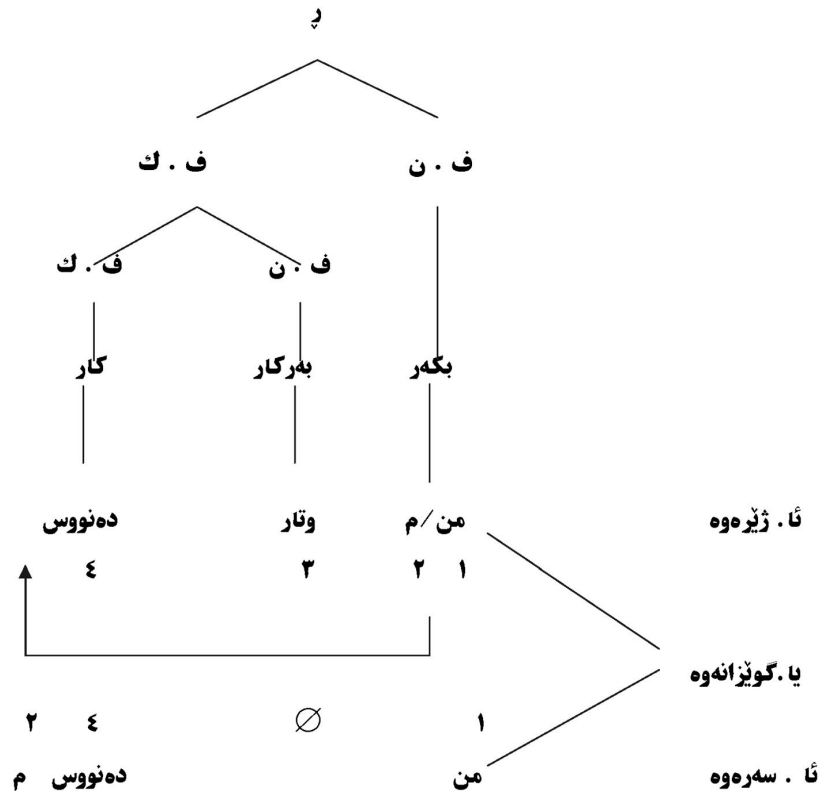 ڕ
ف . ن ف . ك
ف . ن ف . ك
بكەر بەركار كار
ئا . ژێرەوە من/م وتار دەنووس
١ ٢ ٣ ٤
یا .گوێزانەوە
١ ∅ ٤ ٢
ئا . سەرەوە من دەنووس م